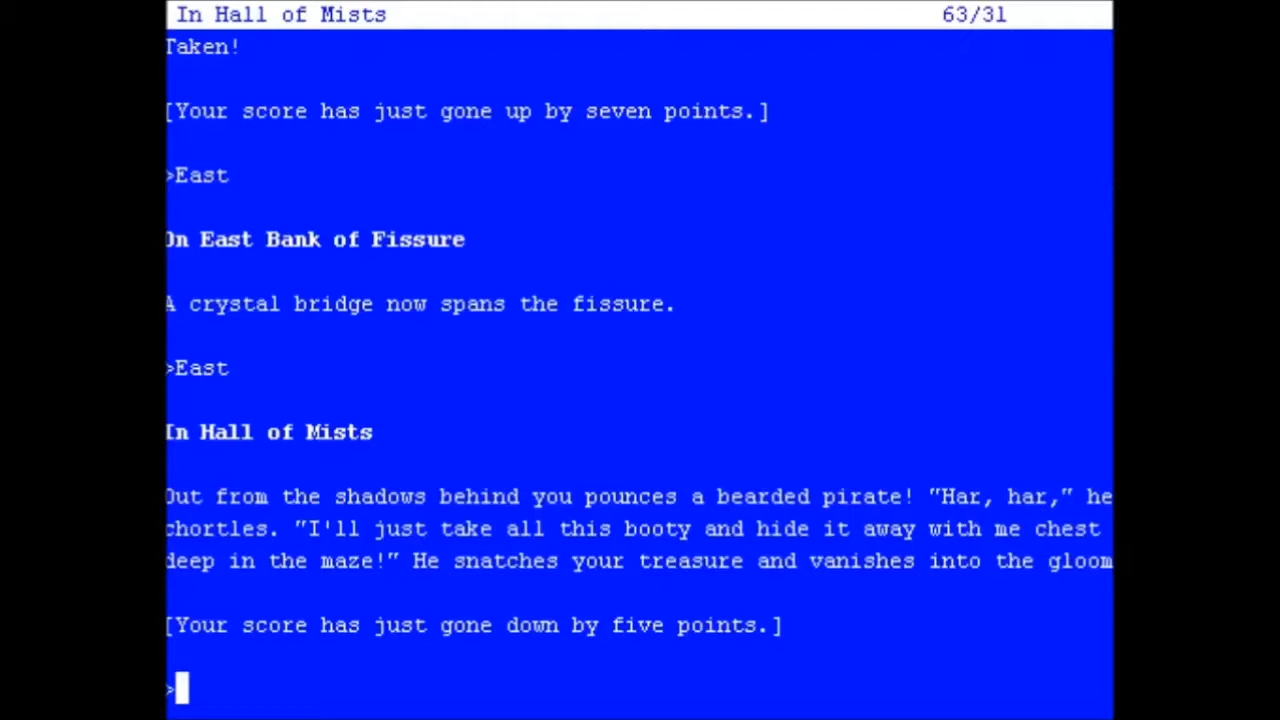 In Hall of Mists 63/31
Taken!
[Your score has just gone up by seven points.]
>East
On East Bank of Fissure
A crystal bridge now spans the fissure.
>East
In Hall of Mists
Out from the shadows behind you pounces a bearded pirate! "Har, har," he
chortles. "I'll just take all this booty and hide it away with me chest
deep in the maze!" He snatches your treasure and vanishes into the gloom
[Your score has just gone down by five points.]
>